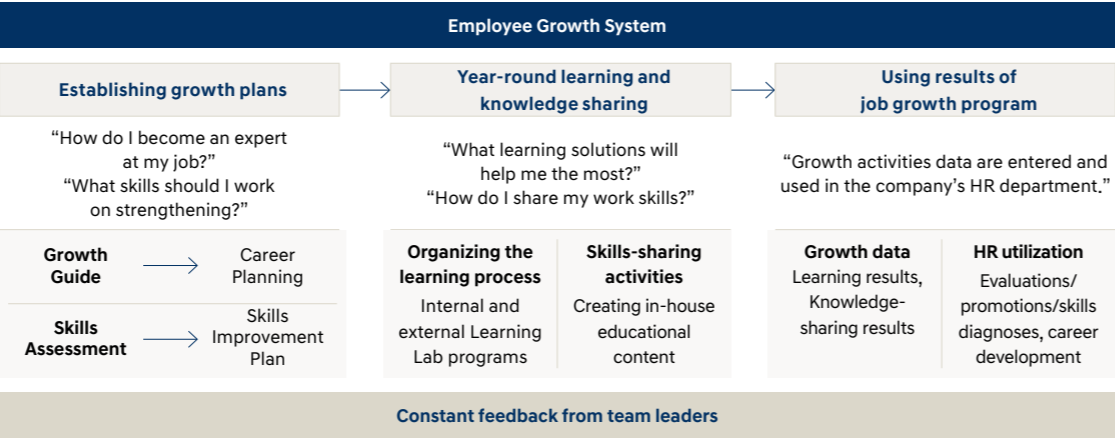 Employee Growth System
Establishing growth plans
“How do I become an expert
at my job?”
“What skills should I work
on strengthening?”
Growth
Guide
Career
Planning
Skills
Assessment
Skills
Improvement
Plan
Year-round learning and
knowledge sharing
“What learning solutions will
help me the most?”
“How do I share my work skills?”
Organizing the
learning process
Internal and
external Learning
Lab programs
Skills-sharing
activities
Creating in-house
educational
content
Using results of
job growth program
“Growth activities data are entered and
used in the company’s HR department.”
Growth data
Learning results,
Knowledge-
sharing results
HR utilization
Evaluations/
promotions/skills
diagnoses, career
development
Constant feedback from team leaders